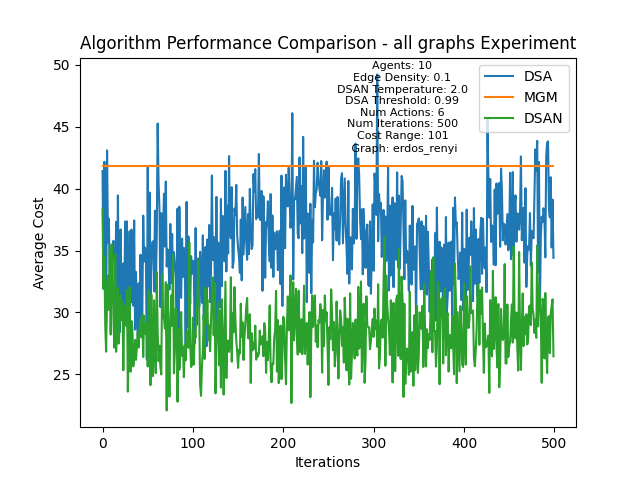 Algorithm Performance Comparison - all graphs Experiment
Agents: 10
Edge Density: 0.1
DSAN Temperature: 2.0
DSA Threshold: 0.99
Num Actions: 6
Num Iterations: 500
Cost Range: 101
Graph: erdos_renyi
DSA
MGM
DSAN
50
45
40
35
30
25
Average Cost
0 100 200 300 400 500
Iterations